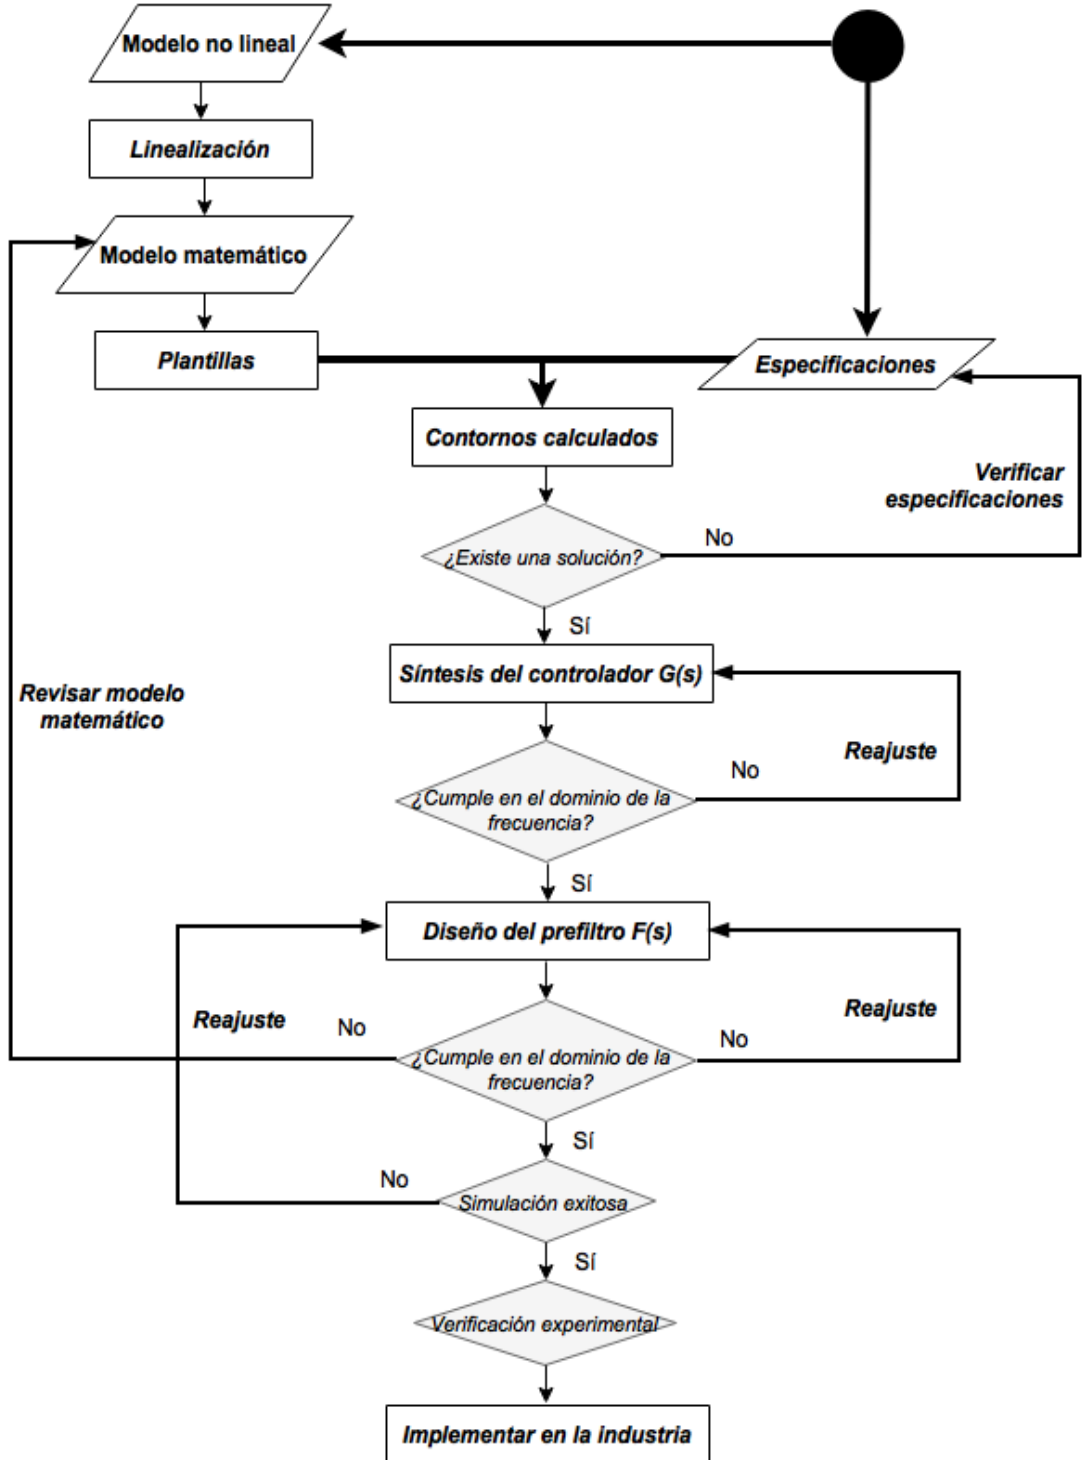 Modelo no lineal
Linealización
Modelo matemático
Plantillas
Especificaciones
Contornos calculados
Verificar
especificaciones
¿Existe una solución?
No
Sí
Síntesis del controlador G(s)
Revisar modelo
matemático
Reajuste
No
¿Cumple en el dominio de la
frecuencia?
Sí
Diseño del prefiltro F(s)
Reajuste
No
Reajuste
No
¿Cumple en el dominio de la
frecuencia?
Sí
No
Simulación exitosa
Sí
Verificación experimental
Implementar en la industria